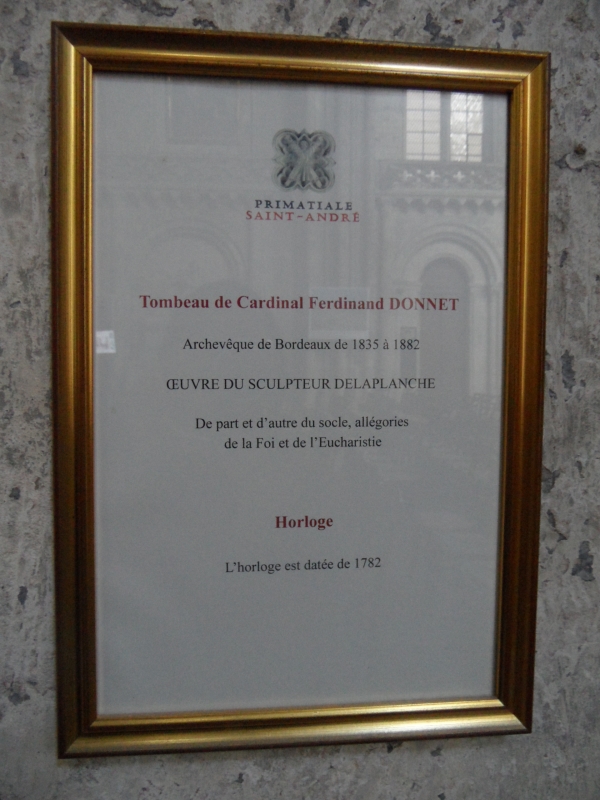 PRIMATIALE
SAINT-ANDRÉ
Tombeau de Cardinal Ferdinand DONNET
Archevêque de Bordeaux de 1835 à 1882
ŒUVRE DU SCULPTEUR DELAPLANCHE
De part et d'autre du socle, allégories
de la Foi et de l'Eucharistie
Horloge
L'horloge est datée de 1782